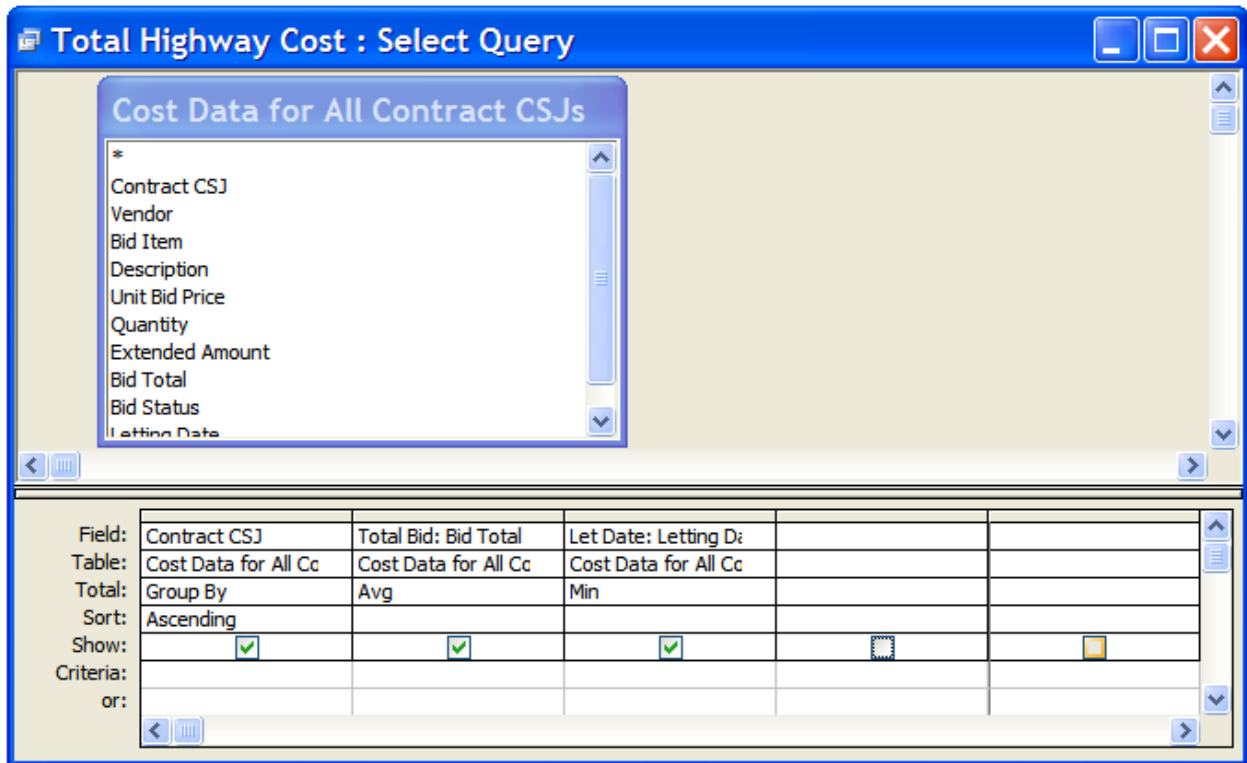 Total Highway Cost : Select Query
Cost Data for All Contract CSJs
*
Contract CSJ
Vendor
Bid Item
Description
Unit Bid Price
Quantity
Extended Amount
Bid Total
Bid Status
Letting Date
Field: Contract CSJ Total Bid: Bid Total Let Date: Letting Da
Table: Cost Data for All Co Cost Data for All Co Cost Data for All Co
Total: Group By Avg Min
Sort: Ascending
Show:
Criteria:
or: